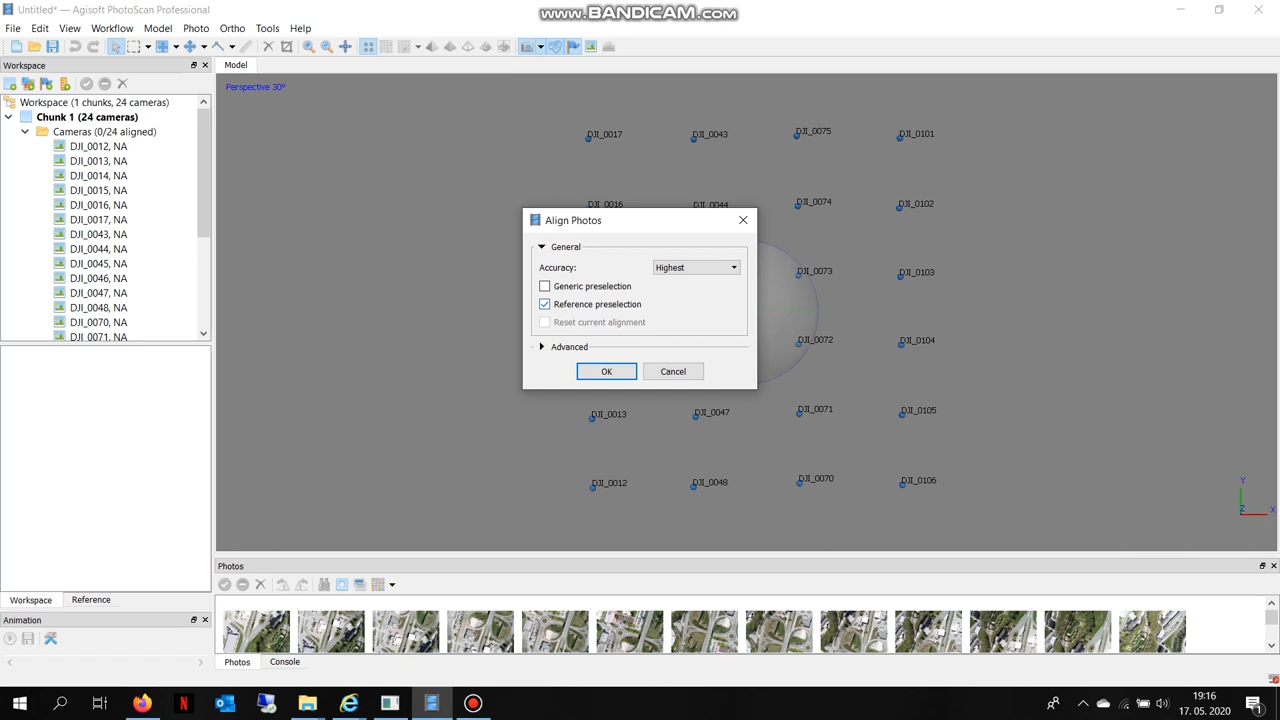 Untitled* — Agisoft PhotoScan Professional
www.BANDICAM.com
File Edit View Workflow Model Photo Ortho Tools Help
Workspace
Model
Perspective 30°
Workspace (1 chunks, 24 cameras)
Chunk 1 (24 cameras)
Cameras (0/24 aligned)
DJI_0012, NA
DJI_0013, NA
DJI_0014, NA
DJI_0015, NA
DJI_0016, NA
DJI_0017, NA
DJI_0043, NA
DJI_0044, NA
DJI_0045, NA
DJI_0046, NA
DJI_0047, NA
DJI_0048, NA
DJI_0070, NA
DJI_0071, NA
DJI_0017 DJI_0043 DJI_0075 DJI_0101
DJI_0016 DJI_0044 DJI_0074 DJI_0102
Align Photos
General
Accuracy: Highest
Generic preselection
Reference preselection
Reset current alignment
Advanced
OK Cancel
DJI_0073 DJI_0103
DJI_0072 DJI_0104
DJI_0013 DJI_0047 DJI_0071 DJI_0105
DJI_0012 DJI_0048 DJI_0070 DJI_0106
Y
Z X
Photos
Workspace Reference
Animation
Photos Console
19:16
17. 05. 2020
1